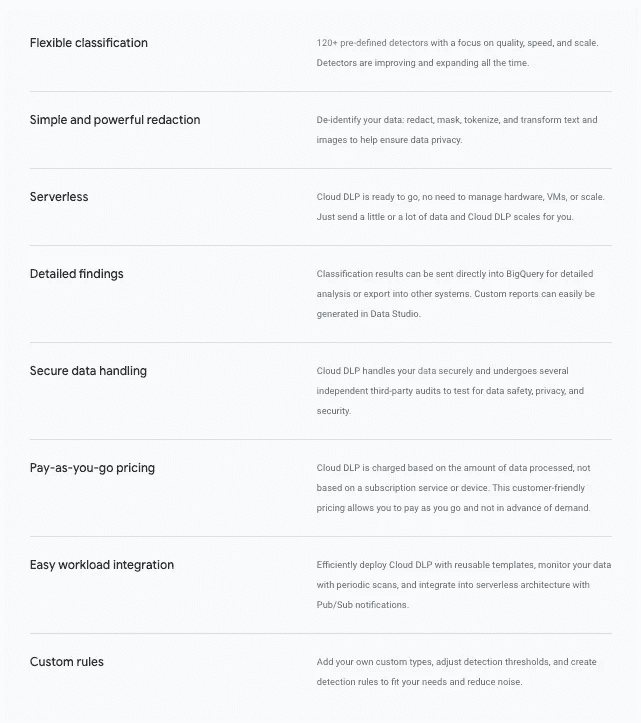 Flexible classification
120+ pre-defined detectors with a focus on quality, speed, and scale.
Detectors are improving and expanding all the time.
Simple and powerful redaction
De-identify your data: redact, mask, tokenize, and transform text and
images to help ensure data privacy.
Serverless
Cloud DLP is ready to go, no need to manage hardware, VMs, or scale.
Just send a little or a lot of data and Cloud DLP scales for you.
Detailed findings
Classification results can be sent directly into BigQuery for detailed
analysis or export into other systems. Custom reports can easily be
generated in Data Studio.
Secure data handling
Cloud DLP handles your data securely and undergoes several
independent third-party audits to test for data safety, privacy, and
security.
Pay-as-you-go pricing
Cloud DLP is charged based on the amount of data processed, not
based on a subscription service or device. This customer-friendly
pricing allows you to pay as you go and not in advance of demand.
Easy workload integration
Efficiently deploy Cloud DLP with reusable templates, monitor your data
with periodic scans, and integrate into serverless architecture with
Pub/Sub notifications.
Custom rules
Add your own custom types, adjust detection thresholds, and create
detection rules to fit your needs and reduce noise.